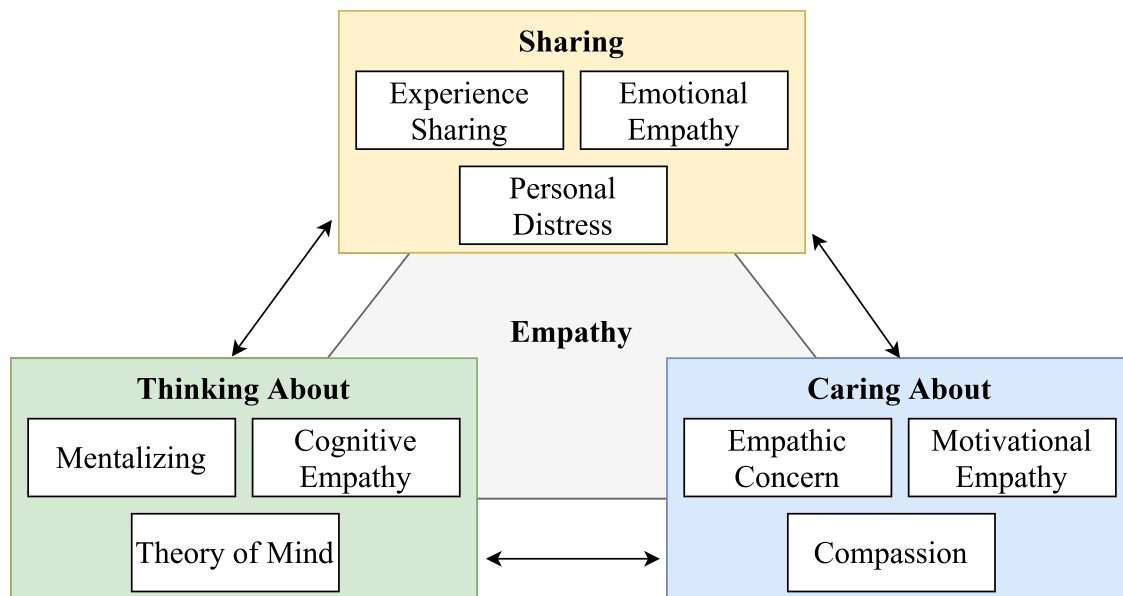 Sharing
Experience
Sharing
Emotional
Empathy
Personal
Distress
Empathy
Thinking About
Mentalizing
Cognitive
Empathy
Theory of Mind
Caring About
Empathic
Concern
Motivational
Empathy
Compassion